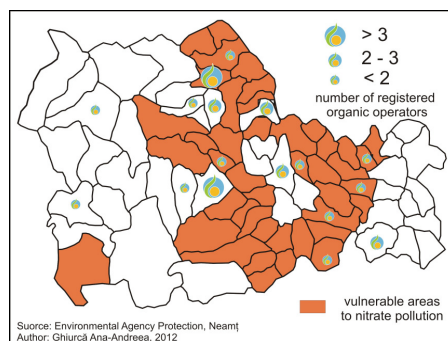 > 3
2 - 3
< 2
number of registered
organic operators
vulnerable areas
to nitrate pollution
Suorce: Environmental Agency Protection, Neamț
Author: Ghiurcă Ana-Andreea, 2012